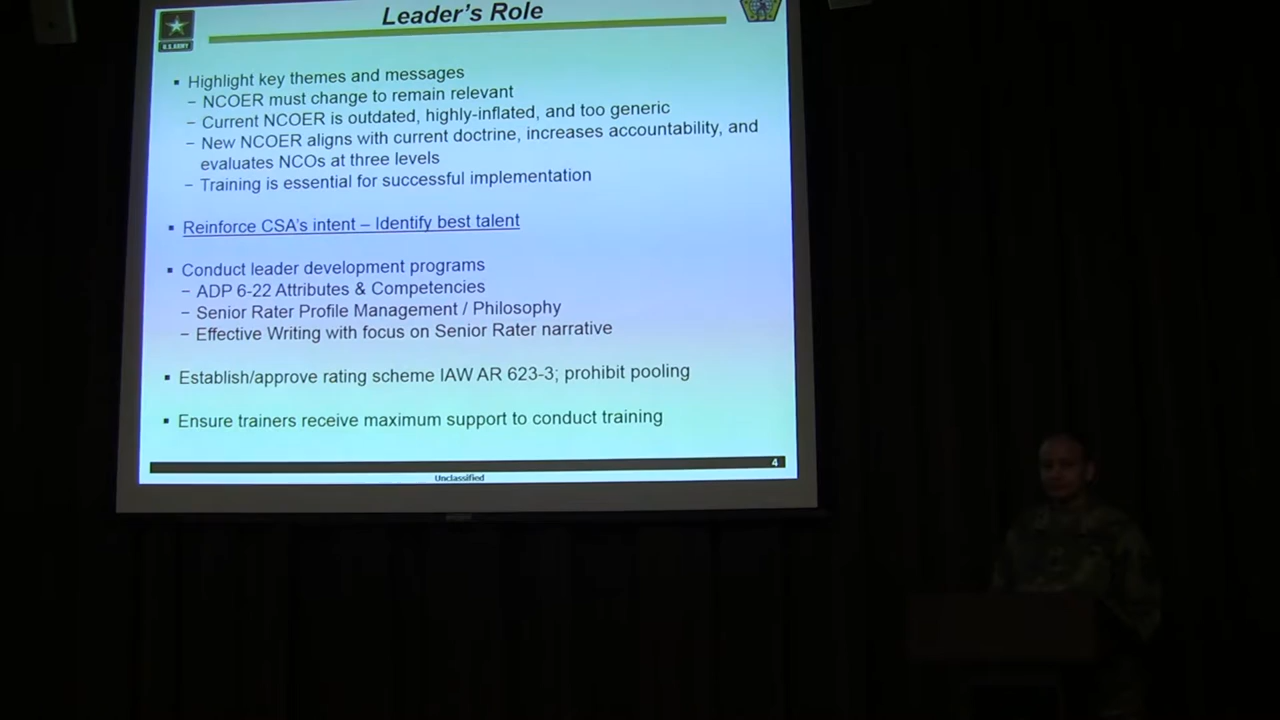 Leader's Role
U.S.ARMY
▪ Highlight key themes and messages
– NCOER must change to remain relevant
– Current NCOER is outdated, highly-inflated, and too generic
– New NCOER aligns with current doctrine, increases accountability, and
evaluates NCOs at three levels
– Training is essential for successful implementation
▪ Reinforce CSA's intent – Identify best talent
▪ Conduct leader development programs
– ADP 6-22 Attributes & Competencies
– Senior Rater Profile Management / Philosophy
– Effective Writing with focus on Senior Rater narrative
▪ Establish/approve rating scheme IAW AR 623-3; prohibit pooling
▪ Ensure trainers receive maximum support to conduct training
4
Unclassified